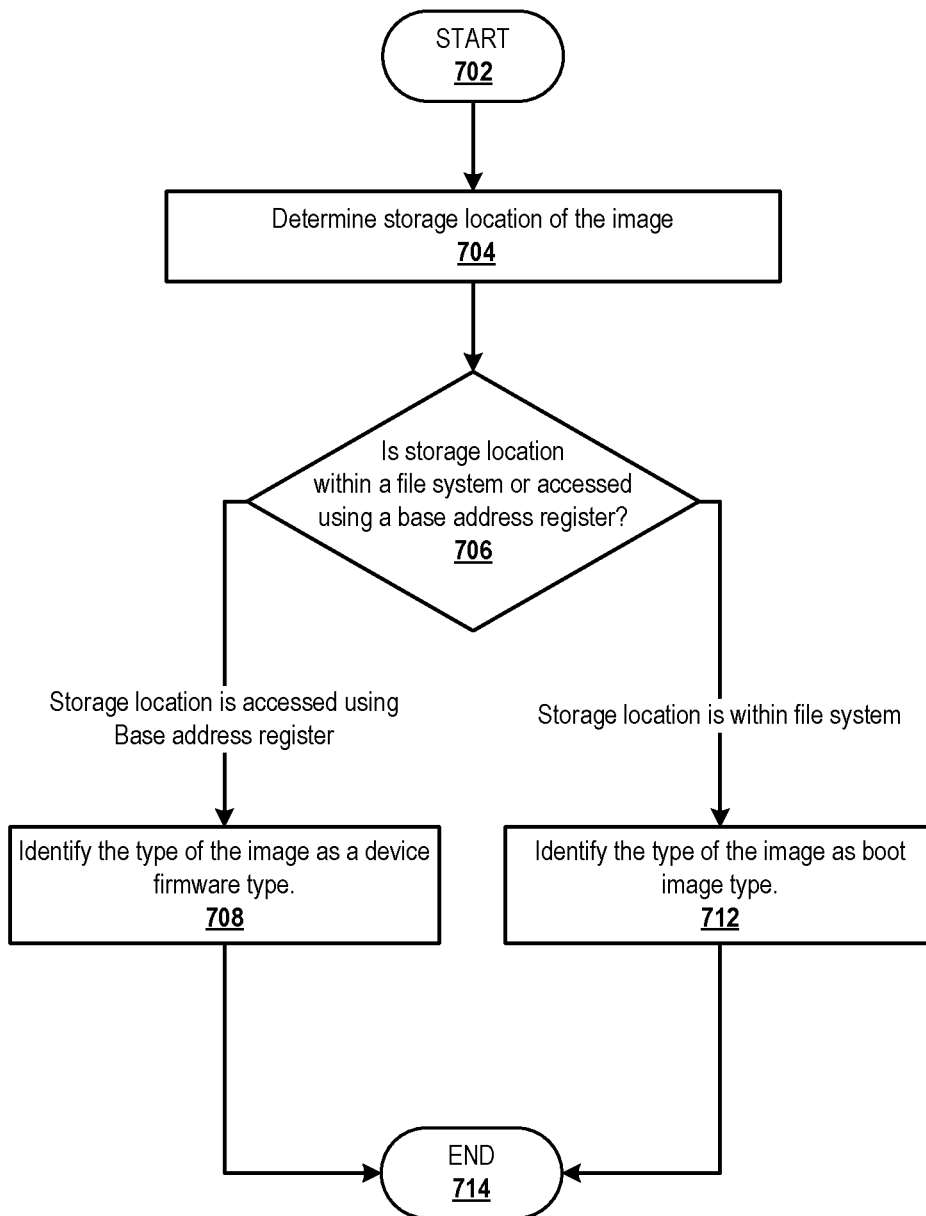 START
702
Determine storage location of the image
704
Is storage location
within a file system or accessed
using a base address register?
706
Storage location is accessed using
Base address register
Storage location is within file system
Identify the type of the image as a device
firmware type.
708
Identify the type of the image as boot
image type.
712
END
714